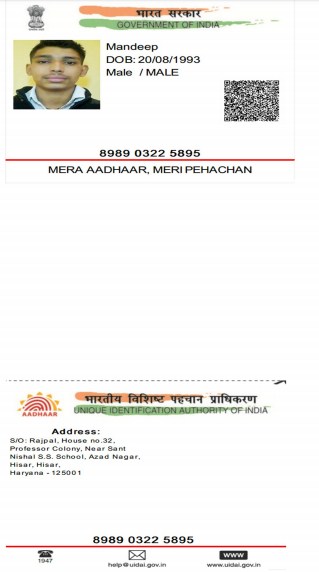 भारत सरकार
GOVERNMENT OF INDIA
Mandeep
DOB: 20/08/1993
Male / MALE
8989 0322 5895
MERA AADHAAR, MERI PEHACHAN
भारतीय विशिष्ट पहचान प्राधिकरण
UNIQUE IDENTIFICATION AUTHORITY OF INDIA
AADHAAR
Address:
S/O: Rajpal, House no.32,
Professor Colony, Near Sant
Nishal S.S. School, Azad Nagar,
Hisar, Hisar,
Haryana - 125001
8989 0322 5895
www
1947
help@uidai.gov.in
www.uidai.gov.in